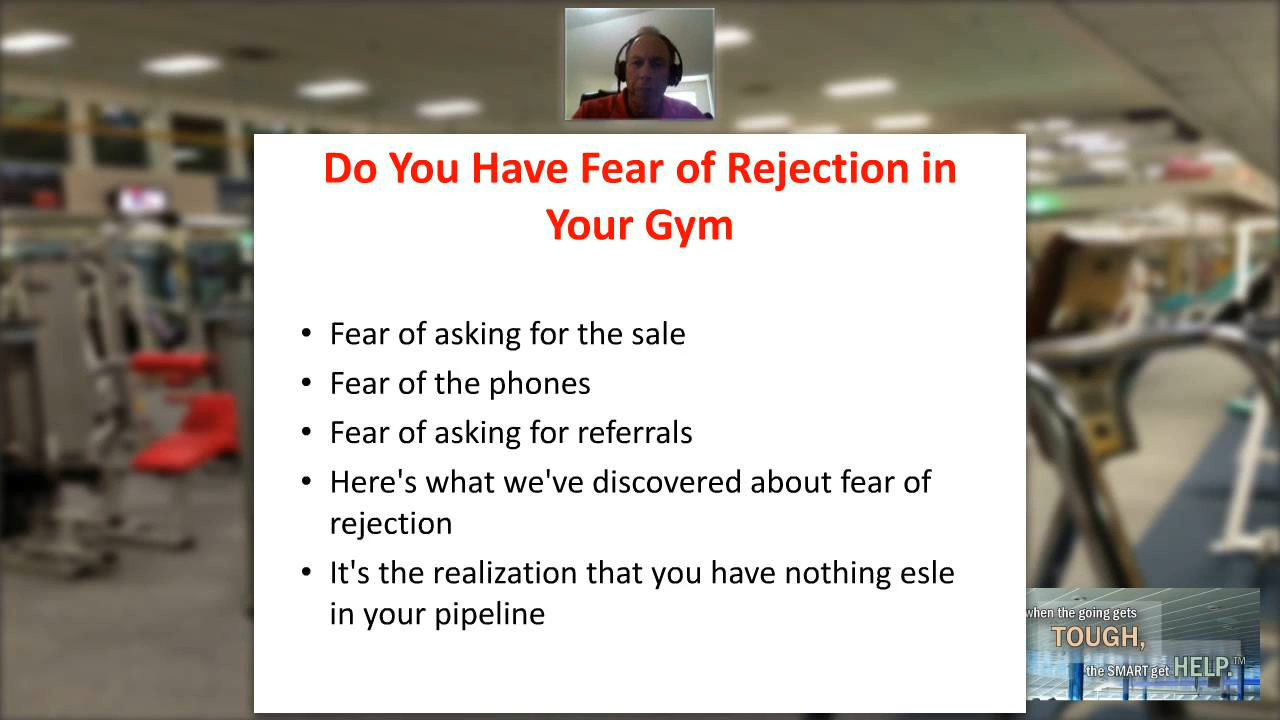 Do You Have Fear of Rejection in
Your Gym
• Fear of asking for the sale
• Fear of the phones
• Fear of asking for referrals
• Here's what we've discovered about fear of
rejection
• It's the realization that you have nothing esle
in your pipeline
when the going gets
TOUGH,
the SMART get HELP.™